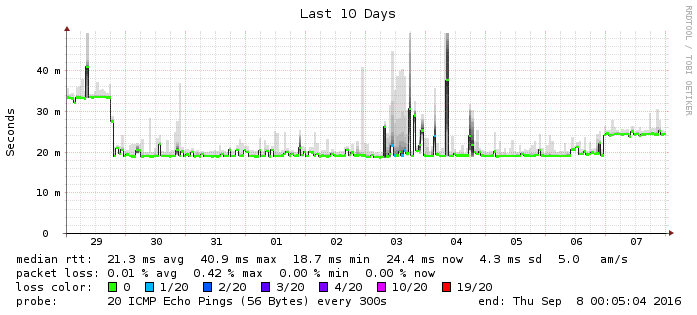 Last 10 Days
RRDTOOL / TOBI OETIKER
Seconds
40 m
30 m
20 m
10 m
0
29 30 31 01 02 03 04 05 06 07
median rtt: 21.3 ms avg 40.9 ms max 18.7 ms min 24.4 ms now 4.3 ms sd 5.0 am/s
packet loss: 0.01 % avg 0.42 % max 0.00 % min 0.00 % now
loss color: 0 1/20 2/20 3/20 4/20 10/20 19/20
probe: 20 ICMP Echo Pings (56 Bytes) every 300s end: Thu Sep 8 00:05:04 2016